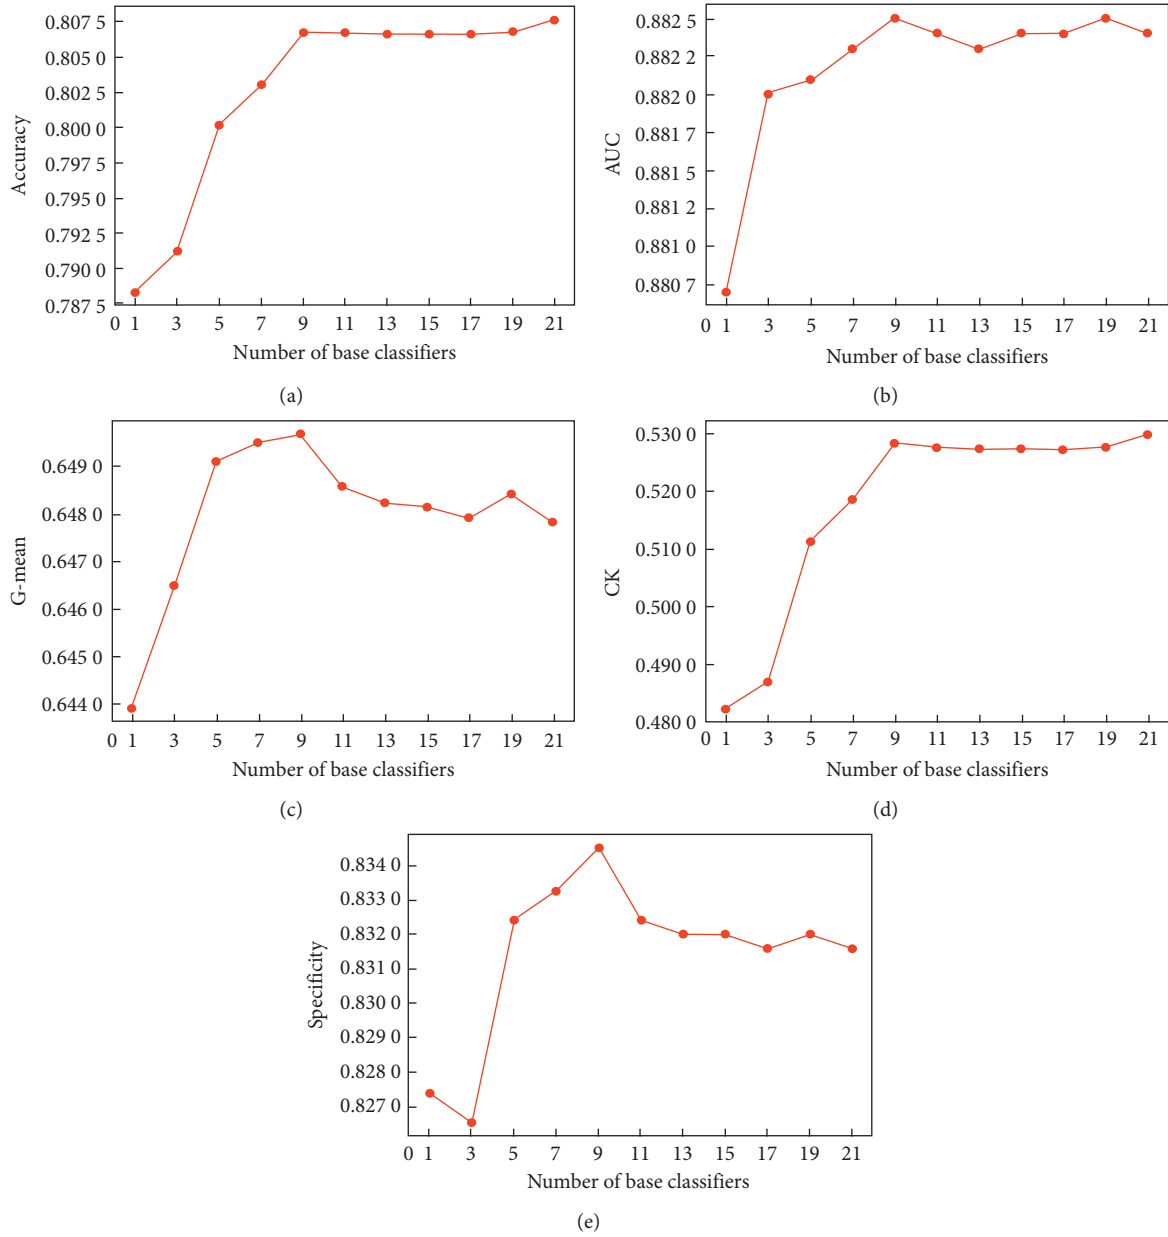 0.807 5
0.805 0
0.802 5
0.800 0
0.797 5
0.795 0
0.792 5
0.790 0
0.787 5
Accuracy
0 1 3 5 7 9 11 13 15 17 19 21
Number of base classifiers
(a)
0.882 5
0.882 2
0.882 0
0.881 7
0.881 5
0.881 2
0.881 0
0.880 7
AUC
0 1 3 5 7 9 11 13 15 17 19 21
Number of base classifiers
(b)
0.649 0
0.648 0
0.647 0
0.646 0
0.645 0
0.644 0
G-mean
0 1 3 5 7 9 11 13 15 17 19 21
Number of base classifiers
(c)
0.530 0
0.520 0
0.510 0
0.500 0
0.490 0
0.480 0
CK
0 1 3 5 7 9 11 13 15 17 19 21
Number of base classifiers
(d)
0.834 0
0.833 0
0.832 0
0.831 0
0.830 0
0.829 0
0.828 0
0.827 0
Specificity
0 1 3 5 7 9 11 13 15 17 19 21
Number of base classifiers
(e)